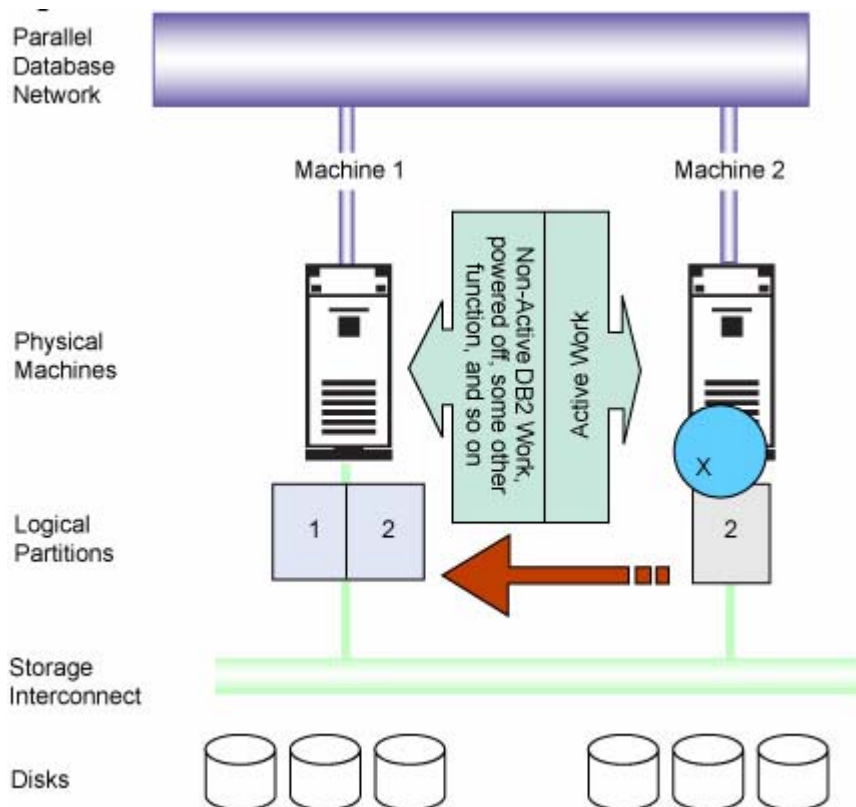 Parallel
Database
Network
Machine 1
Machine 2
Physical
Machines
Non-Active DB2 Work,
powered off, some other
function, and so on
Active Work
X
Logical
Partitions
1
2
2
Storage
Interconnect
Disks